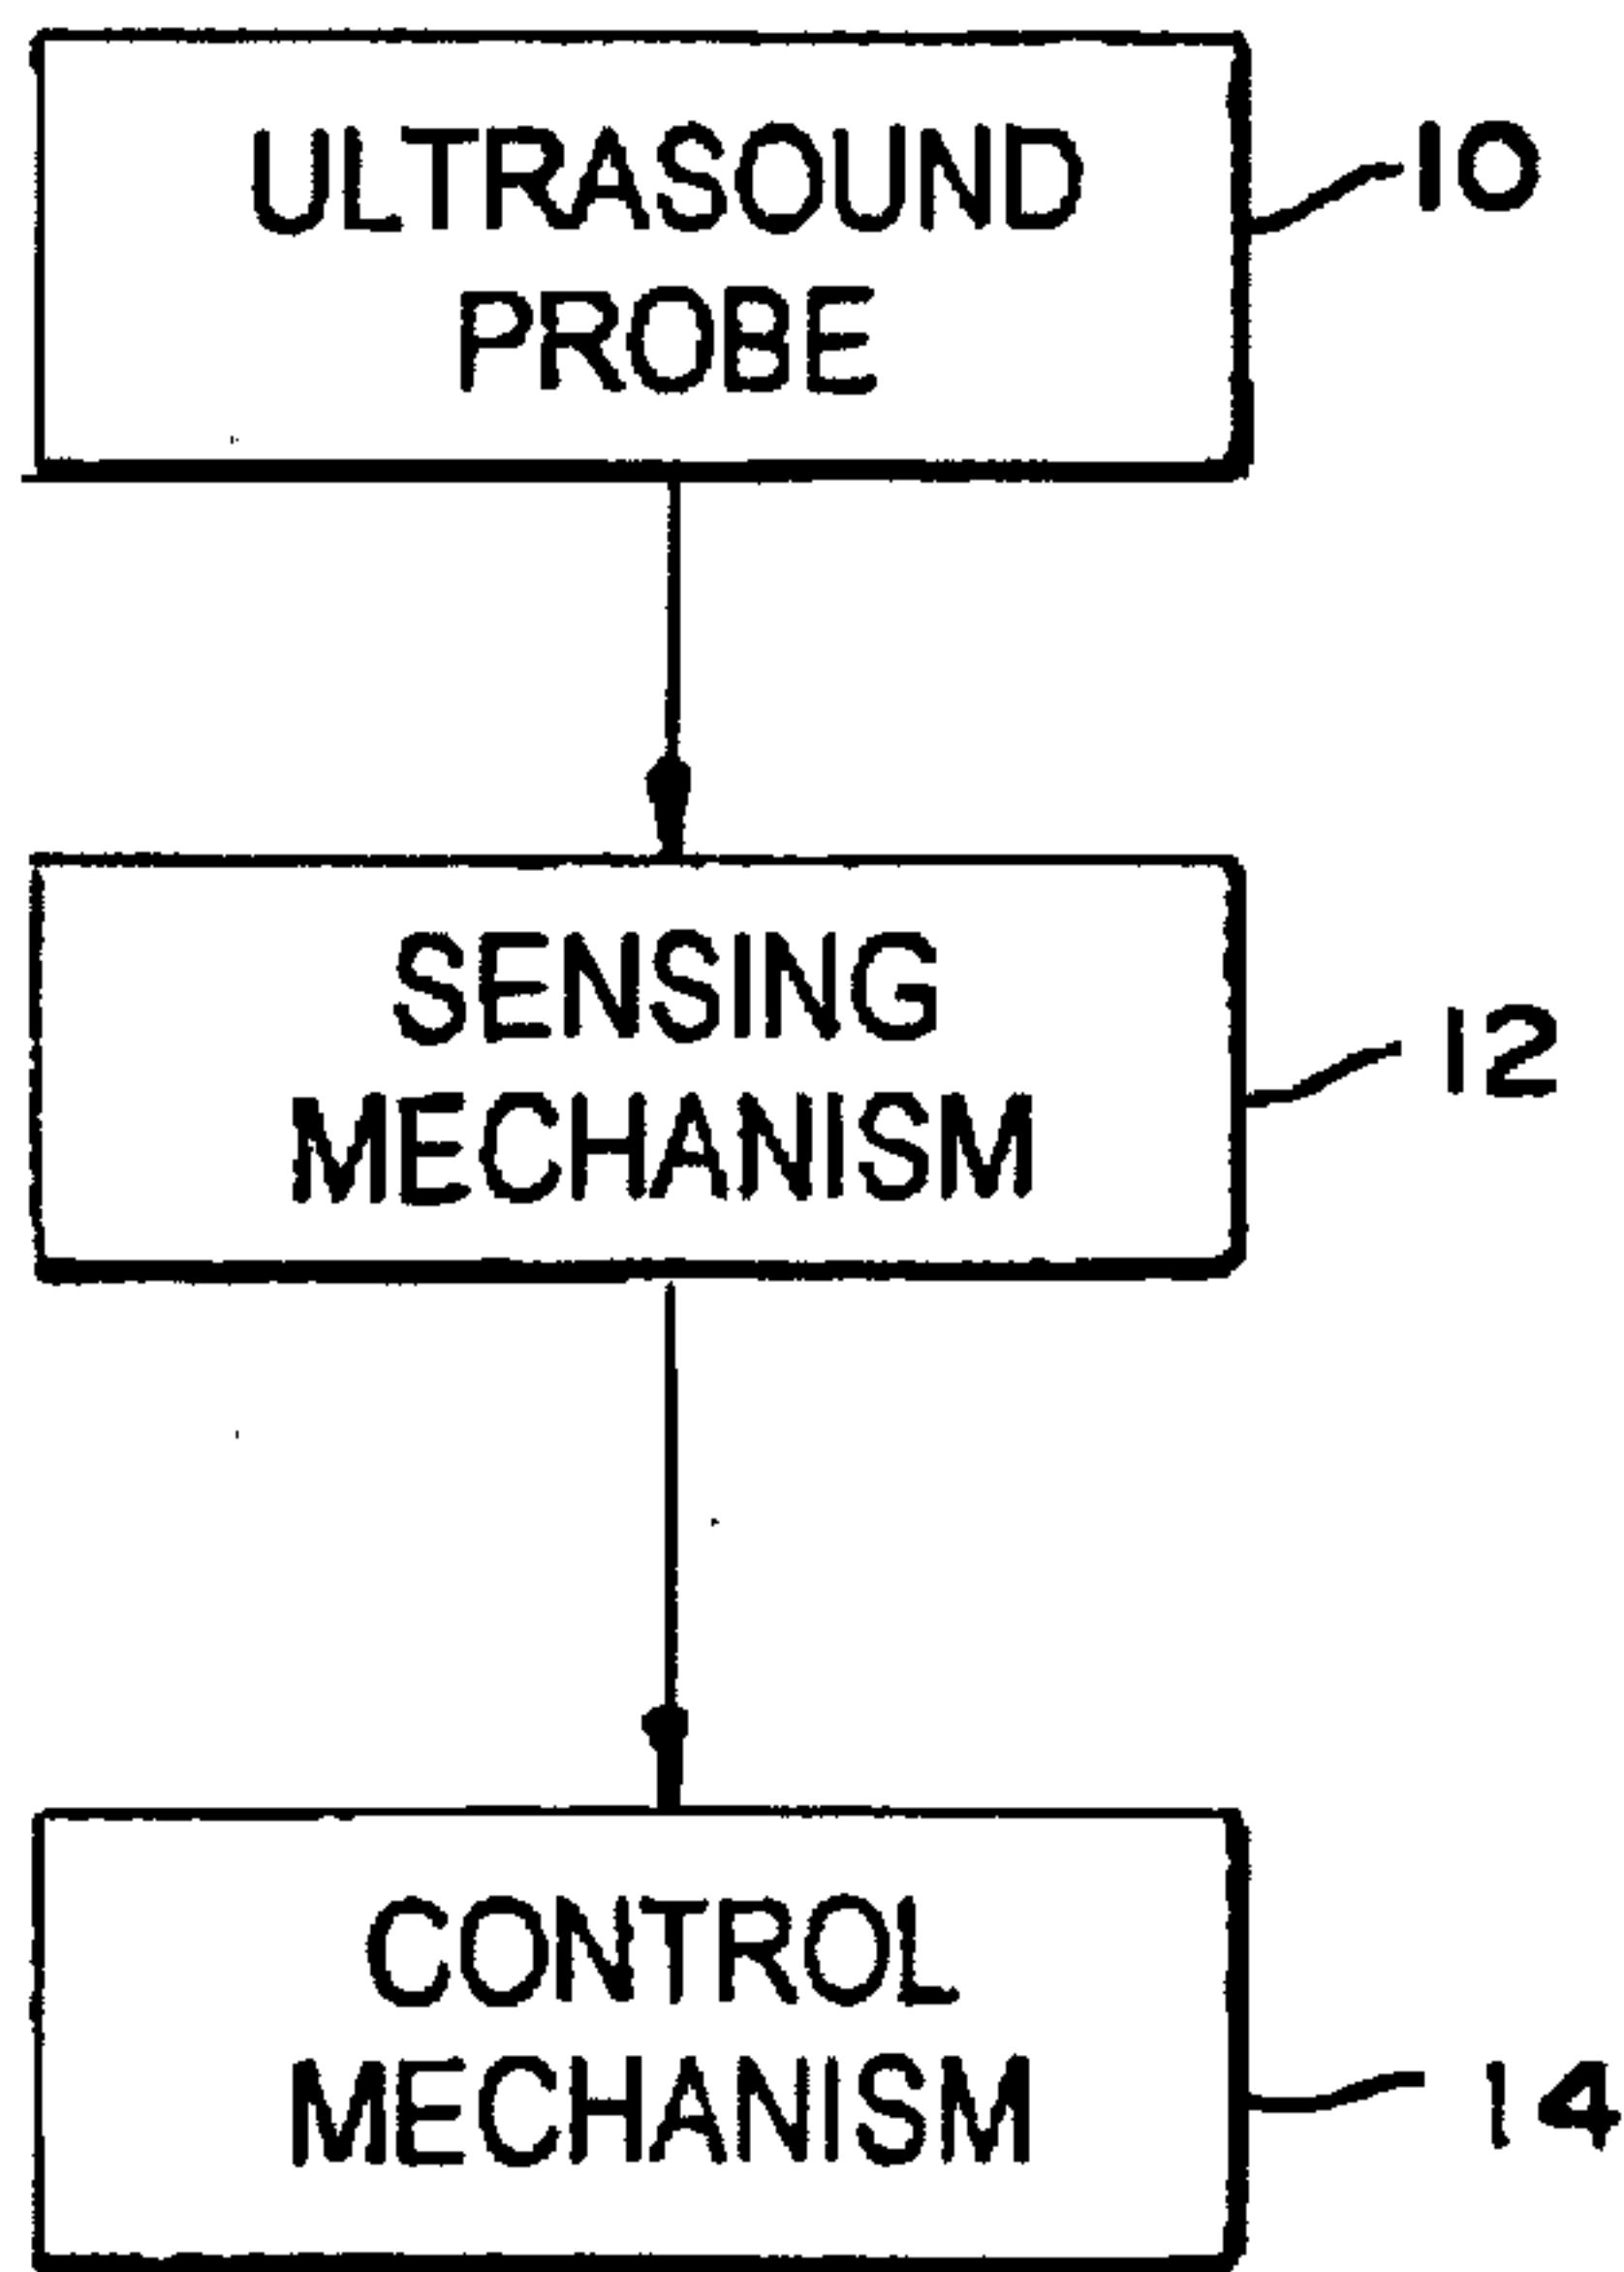 ULTRASOUND
PROBE
10
SENSING
MECHANISM
12
CONTROL
MECHANISM
14